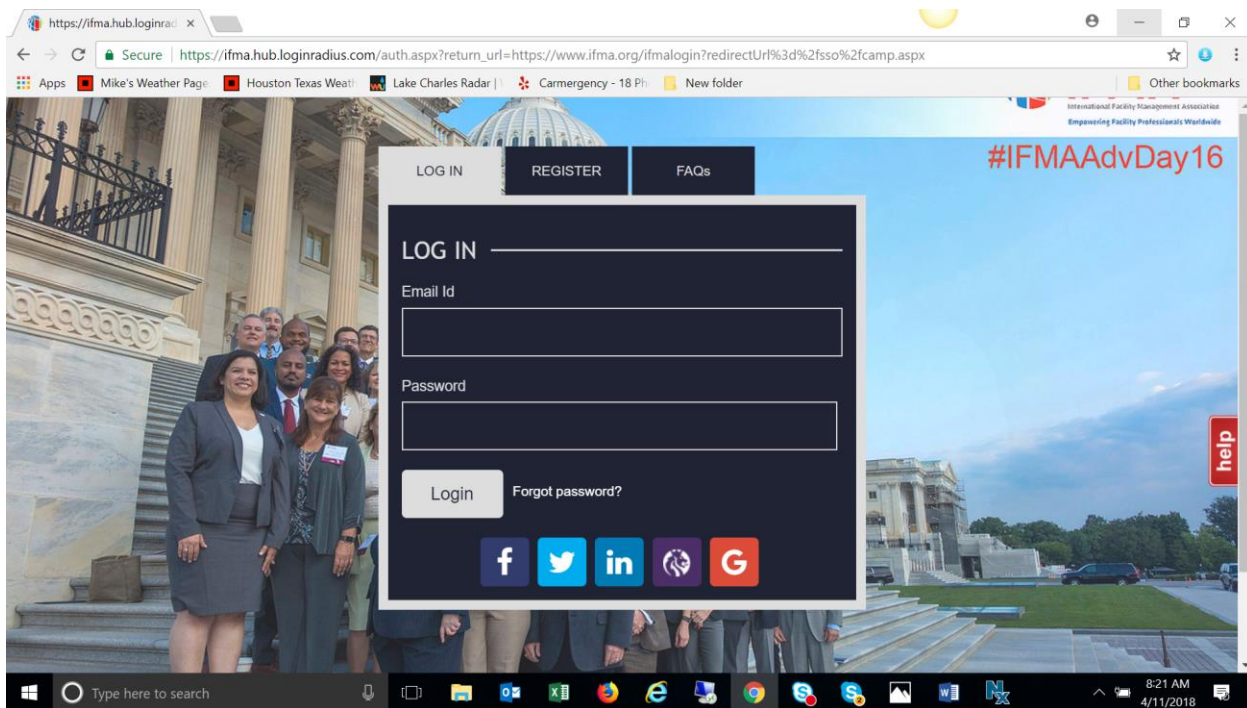 https://ifma.hub.loginrad
Secure | https://ifma.hub.loginradius.com/auth.aspx?return_url=https://www.ifma.org/ifmalogin?redirectUrl%3d%2fsso%2fcamp.aspx
Apps Mike's Weather Page Houston Texas Weath Lake Charles Radar | Carmergency - 18 Ph New folder Other bookmarks
International Facility Management Association
Empowering Facility Professionals Worldwide
#IFMAAdvDay16
LOG IN REGISTER FAQs
LOG IN
Email Id
Password
help
Login Forgot password?
f in G
Type here to search
8:21 AM
4/11/2018